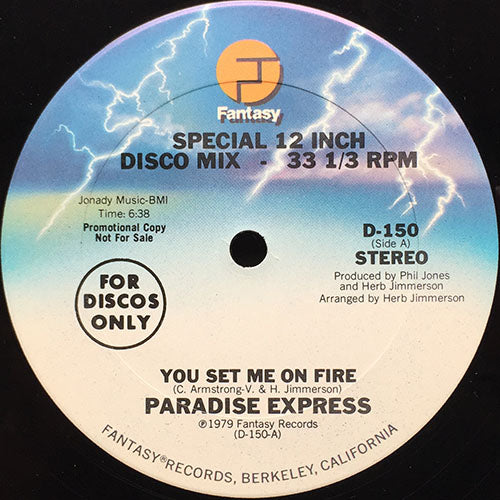 Fantasy
SPECIAL 12 INCH
DISCO MIX - 33 1/3 RPM
Jonady Music-BMI
Time: 6:38
Promotional Copy
Not For Sale
D-150
(Side A)
STEREO
Produced by Phil Jones
and Herb Jimmerson
Arranged by Herb Jimmerson
FOR
DISCOS
ONLY
YOU SET ME ON FIRE
(C. Armstrong-V. & H. Jimmerson)
PARADISE EXPRESS
℗1979 Fantasy Records
(D-150-A)
FANTASY®RECORDS, BERKELEY, CALIFORNIA